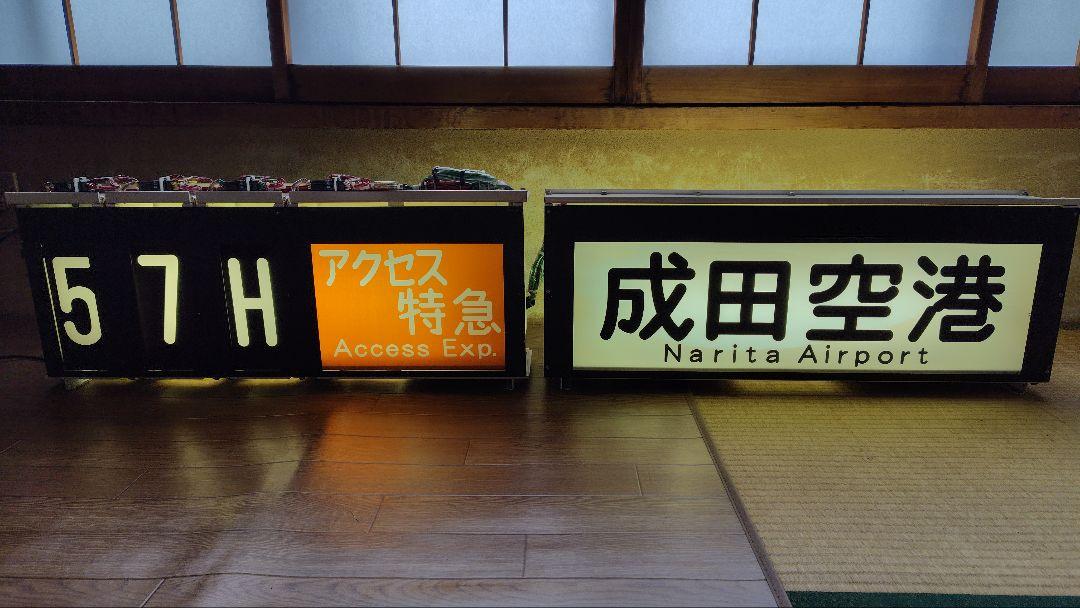 57H
アクセス
特急
Access Exp.
成田空港
Narita Airport